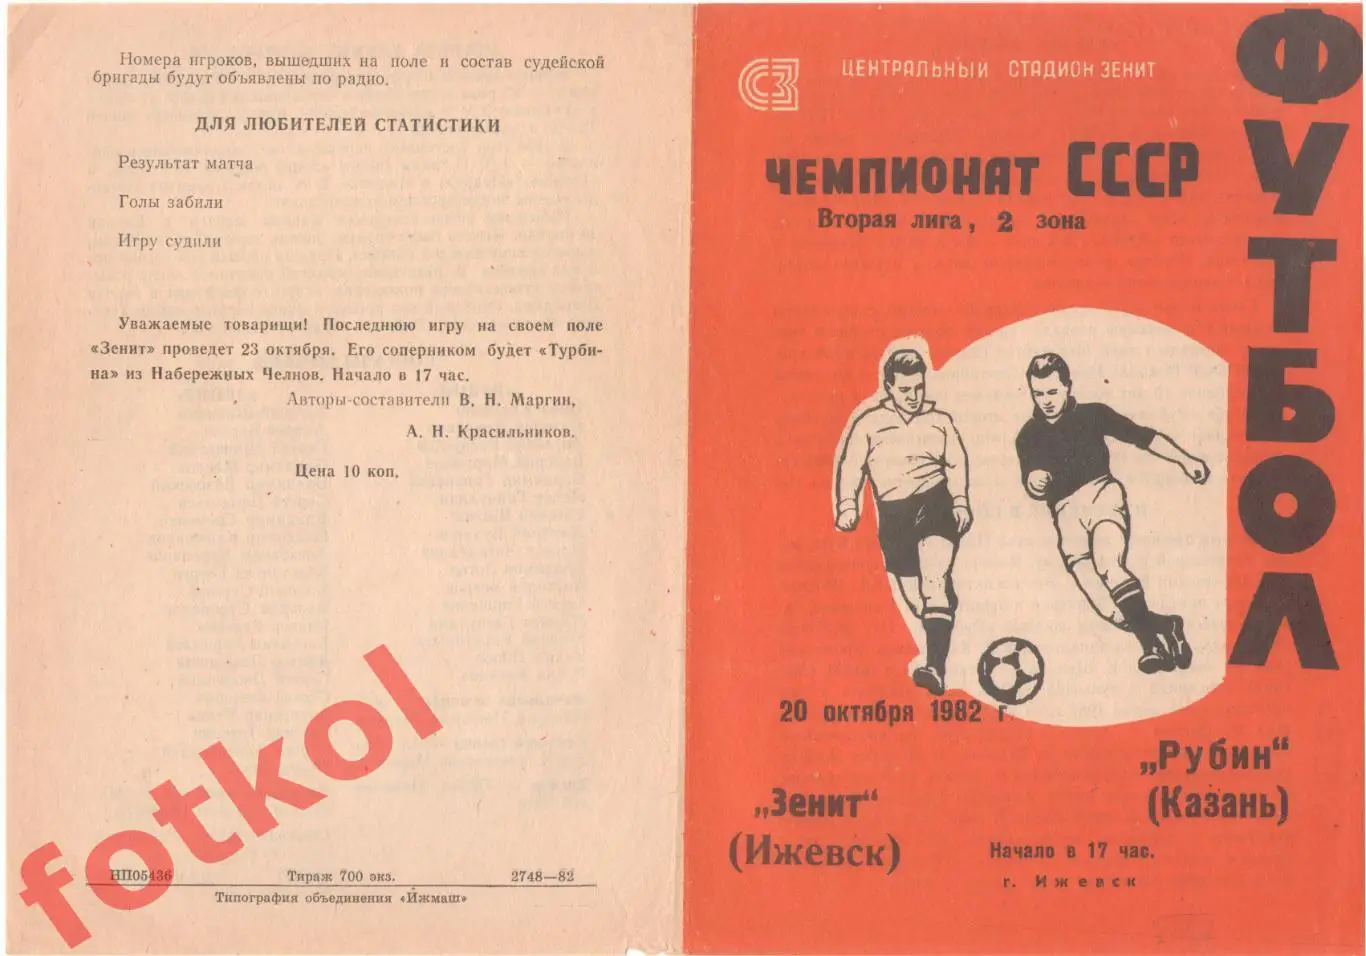 Номера игроков, вышедших на поле и состав судейской
бригады будут объявлены по радио.
ДЛЯ ЛЮБИТЕЛЕЙ СТАТИСТИКИ
Результат матча
Голы забили
Игру судили
Уважаемые товарищи! Последнюю игру на своем поле
«Зенит» проведет 23 октября. Его соперником будет «Турби-
на» из Набережных Челнов. Начало в 17 час.
Авторы-составители В. Н. Маргин,
А. Н. Красильников.
Цена 10 коп.
НП05436 Тираж 700 экз. 2748—82
Типография объединения «Ижмаш»
fotkol
СЗ ЦЕНТРАЛЬНЫЙ СТАДИОН ЗЕНИТ
ЧЕМПИОНАТ СССР
Вторая лига, 2 зона
ФУТБОЛ
20 октября 1982 г.
„Рубин“
(Казань)
„Зенит“
(Ижевск)
Начало в 17 час.
г. Ижевск